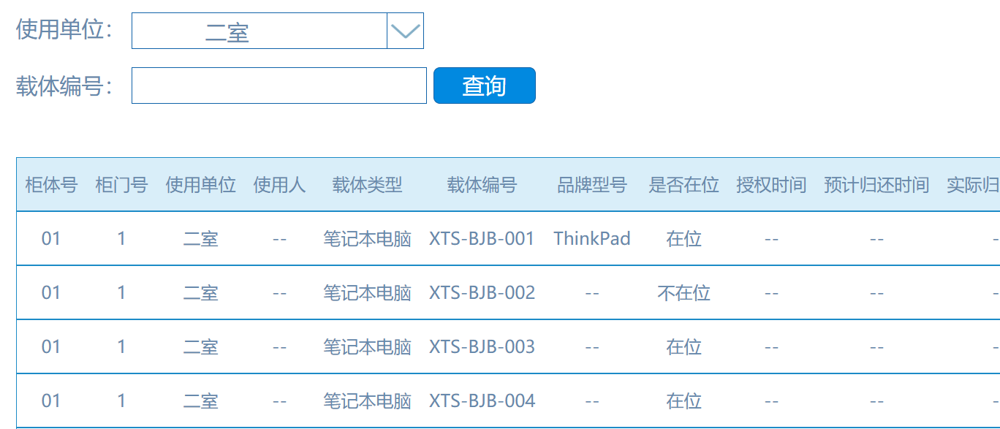 使用单位： 二室
载体编号： 查询
柜体号 柜门号 使用单位 使用人 载体类型 载体编号 品牌型号 是否在位 授权时间 预计归还时间 实际归
01 1 二室 -- 笔记本电脑 XTS-BJB-001 ThinkPad 在位 -- -- -
01 1 二室 -- 笔记本电脑 XTS-BJB-002 -- 不在位 -- -- -
01 1 二室 -- 笔记本电脑 XTS-BJB-003 -- 在位 -- -- -
01 1 二室 -- 笔记本电脑 XTS-BJB-004 -- 在位 -- -- -